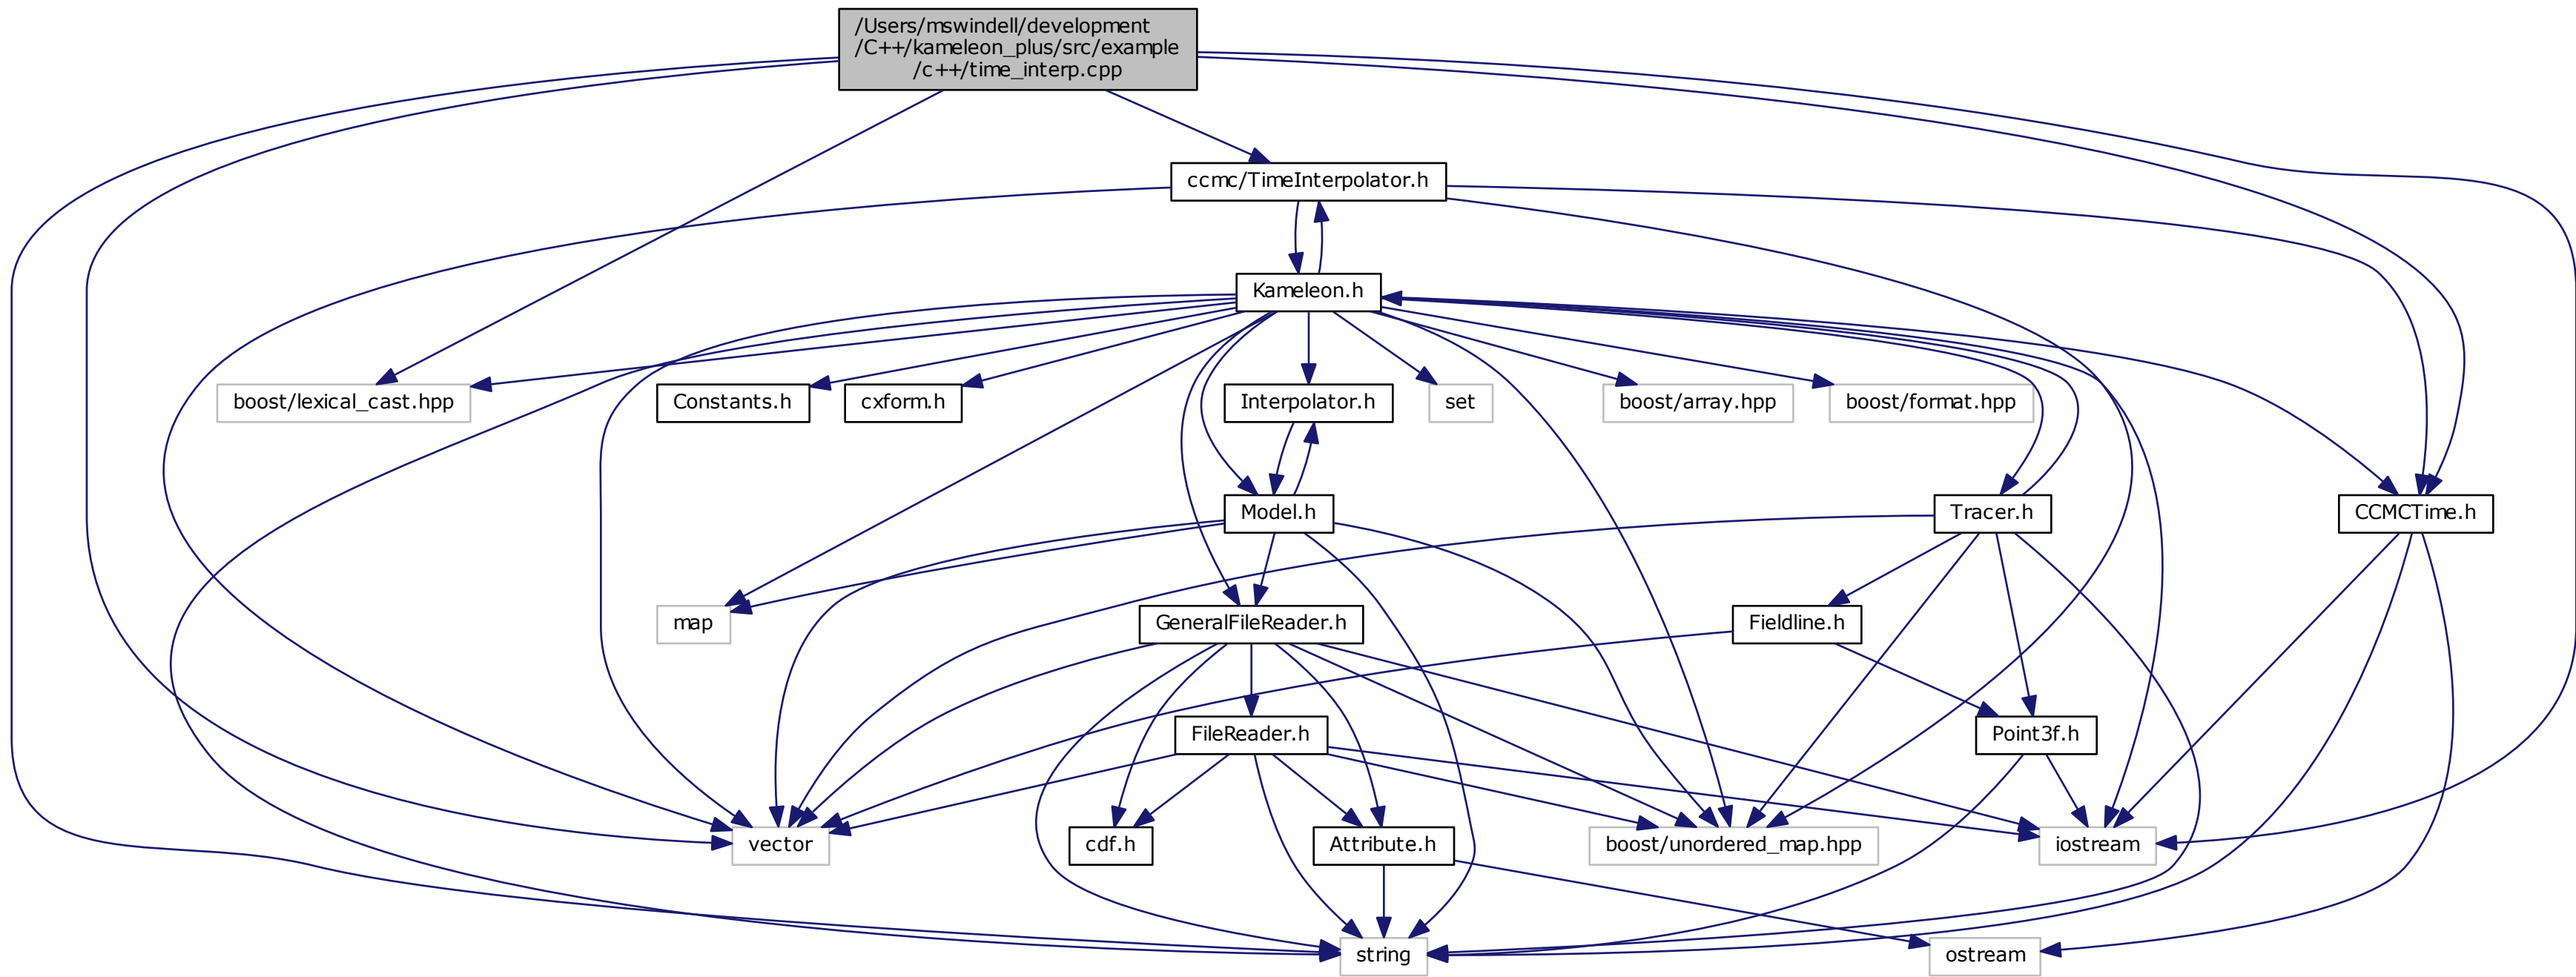 /Users/mswindell/development
/C++/kameleon_plus/src/example
/c++/time_interp.cpp
ccmc/TimeInterpolator.h
Kameleon.h
boost/lexical_cast.hpp
Constants.h
cxform.h
Interpolator.h
set
boost/array.hpp
boost/format.hpp
Model.h
Tracer.h
CCMCTime.h
map
GeneralFileReader.h
Fieldline.h
FileReader.h
Point3f.h
vector
cdf.h
Attribute.h
boost/unordered_map.hpp
iostream
string
ostream